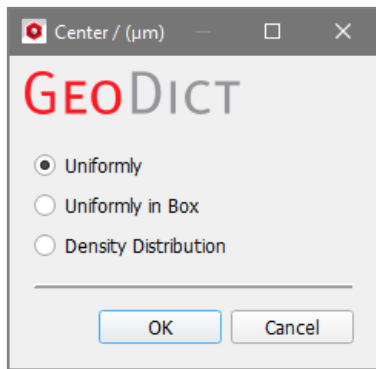 Center / (µm)
GEODICT
Uniformly
Uniformly in Box
Density Distribution
OK Cancel